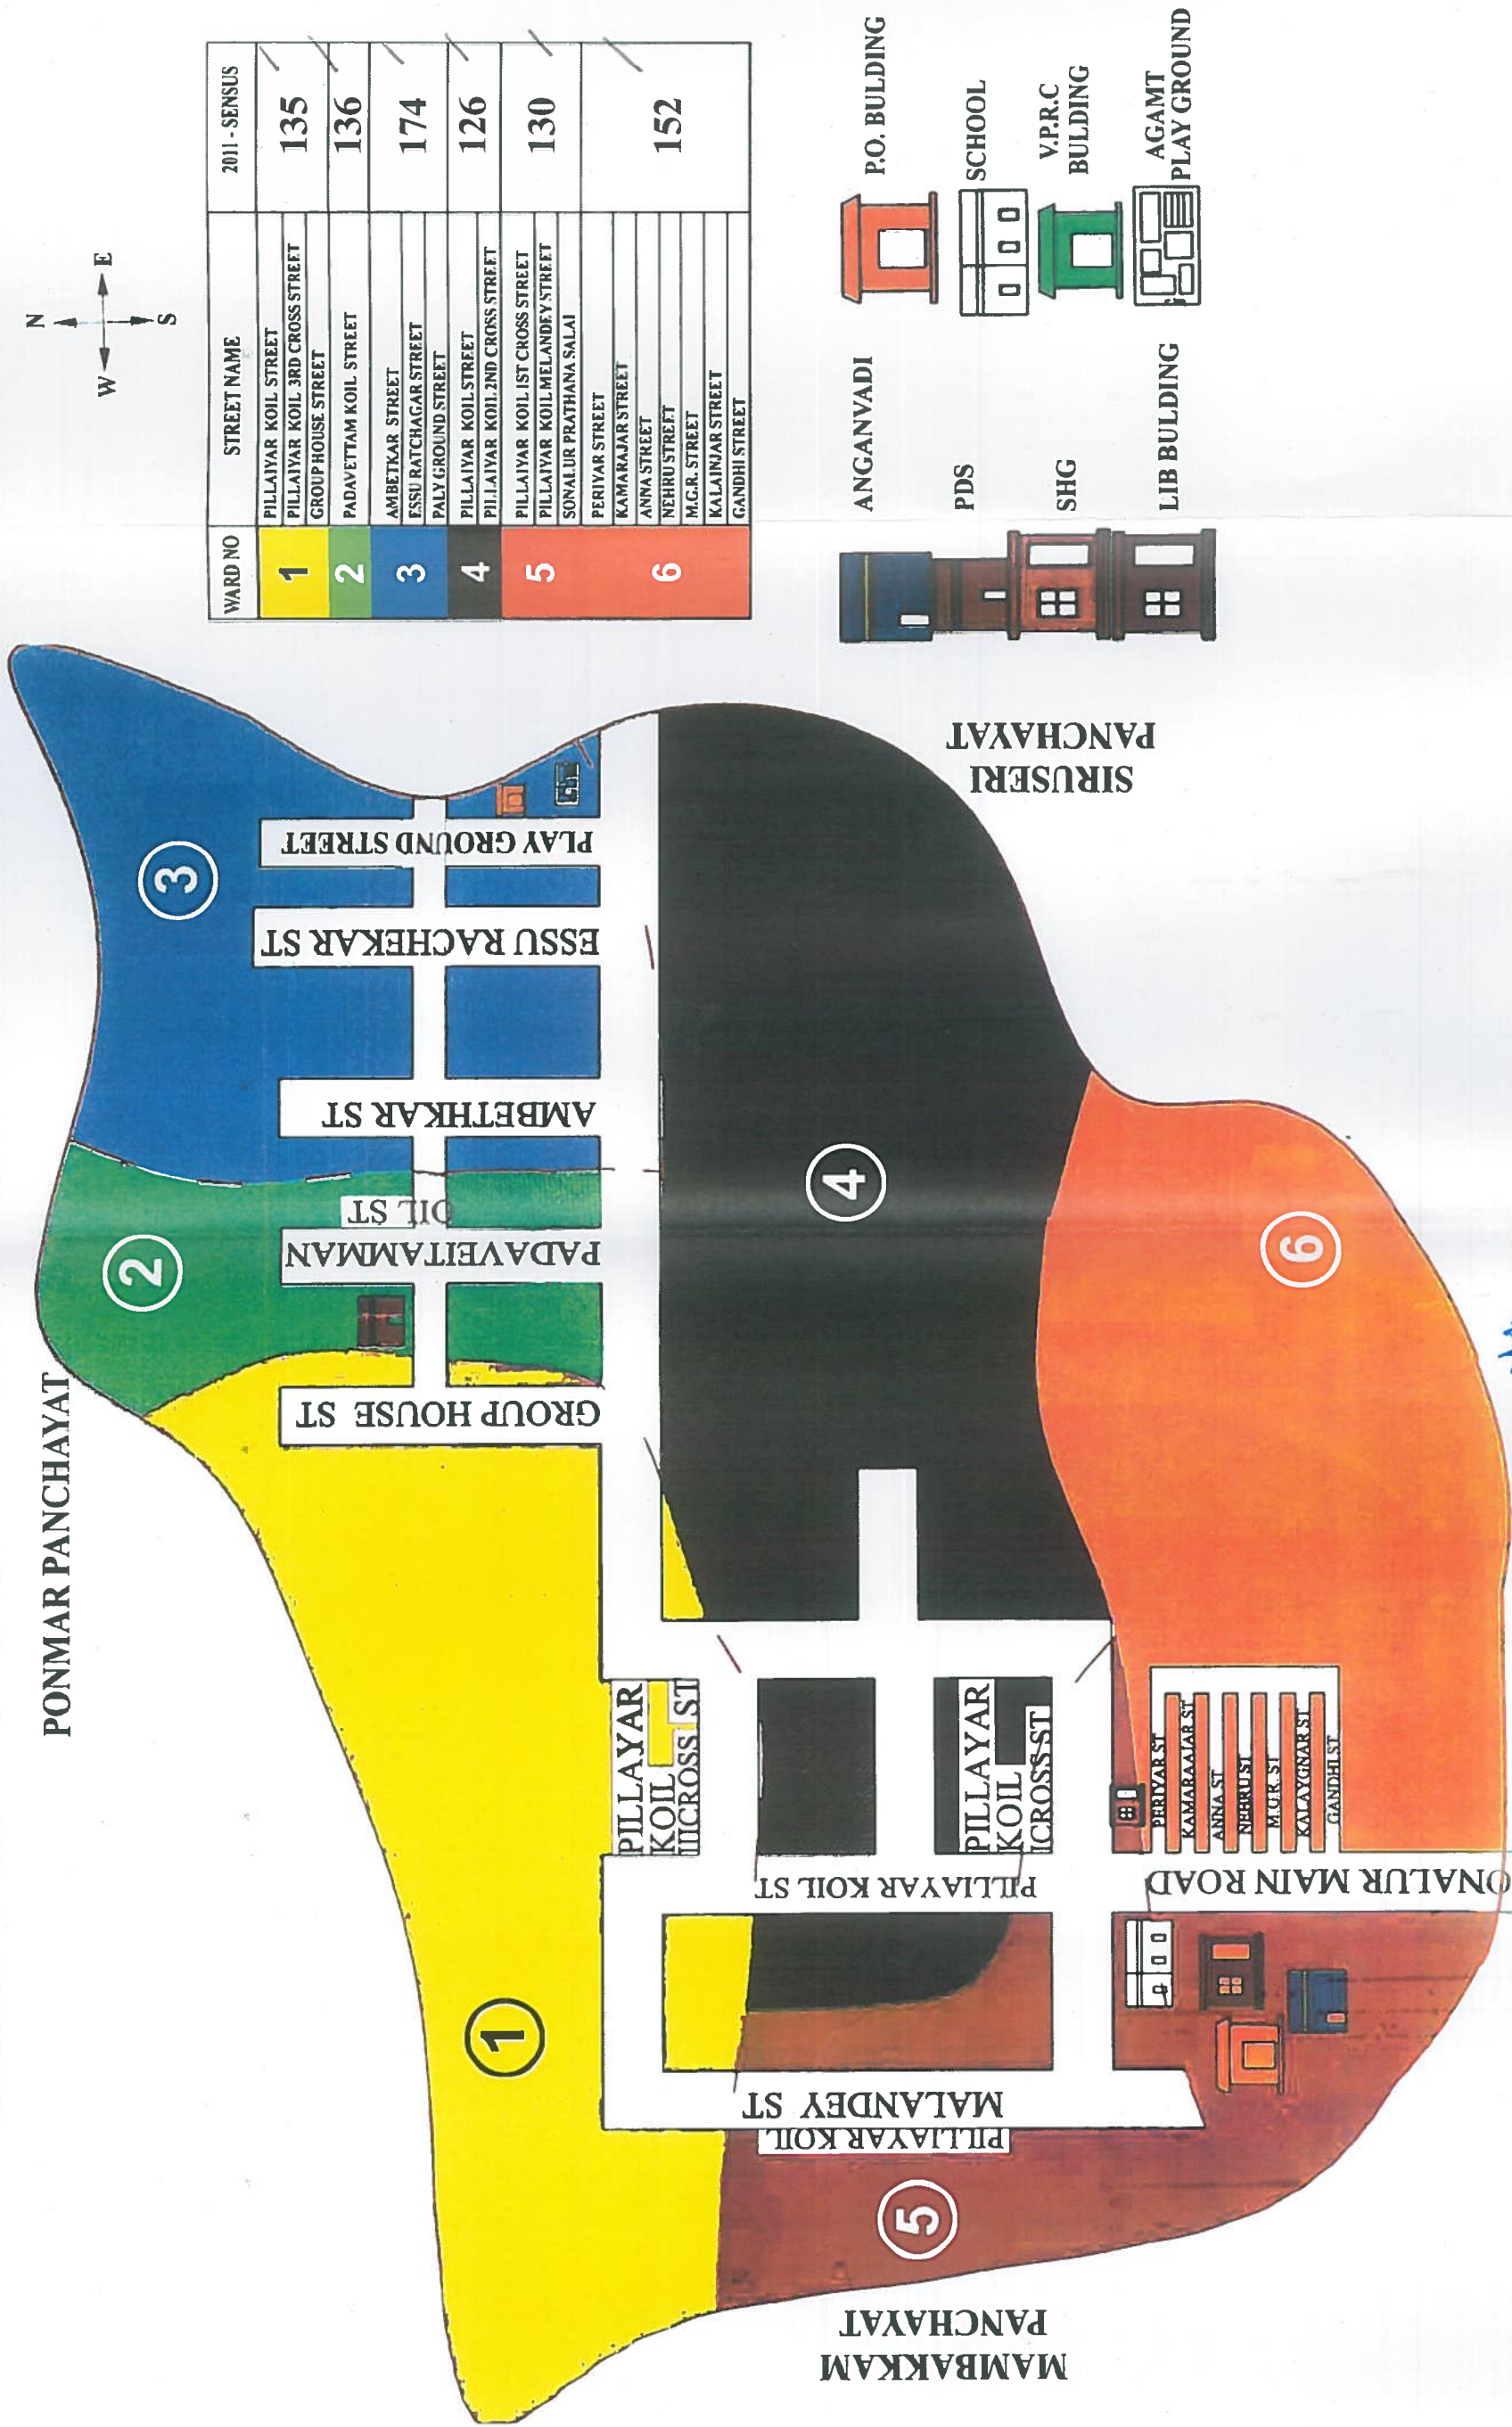 PONMAR PANCHAYAT
N
W
E
S
WARD NO
STREET NAME
2011 - SENSUS
1
PILLAIYAR KOIL STREET
PILLAIYAR KOIL 3RD CROSS STREET
GROUP HOUSE STREET
135
2
PADAVETTAM KOIL STREET
136
3
AMBETKAR STREET
ESSU RATCHAGAR STREET
PALY GROUND STREET
174
4
PILLAIYAR KOIL STREET
PILLAIYAR KOIL 2ND CROSS STREET
126
5
PILLAIYAR KOIL 1ST CROSS STREET
PILLAIYAR KOIL MELANDEY STREET
SONALUR PRATHANA SALAI
130
6
PERIYAR STREET
KAMARAJAR STREET
ANNA STREET
NEHRU STREET
M.G.R. STREET
KALAINJAR STREET
GANDHI STREET
152
ANGANVADI
P.O. BULDING
PDS
SCHOOL
SHG
V.P.R.C
BULDING
LIB BUILDING
AGAMT
PLAY GROUND
2
3
1
GROUP HOUSE ST
PADAVEITAMMAN
OIL ST
AMBETHKAR ST
ESSU RACHEKAR ST
PLAY GROUND STREET
PILLAYAR
KOIL
IIICROSS ST
4
PILLIAYAR KOIL ST
PILLAYAR
KOIL
ICROSS ST
PILLIAYAR KOIL
MALANDEY ST
5
MAMBAKKAM
PANCHAYAT
SIRUSERI
PANCHAYAT
PERIYAR ST
KAMARAAJAR ST
ANNA ST
NEHRU ST
M.G.R. ST
KALAYGNAR ST
GANDHI ST
ONALUR MAIN ROAD
6